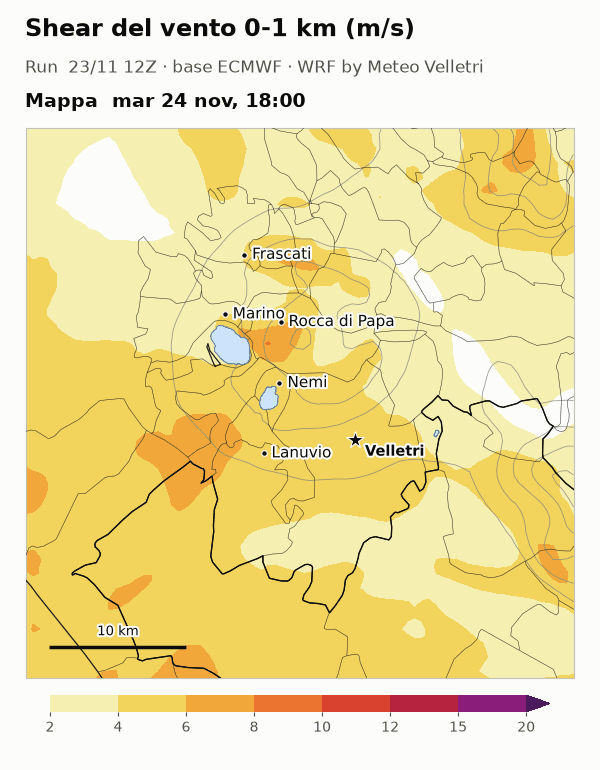 Shear del vento 0-1 km (m/s)
Run  23/11 12Z · base ECMWF · WRF by Meteo Velletri
Mappa  mar 24 nov, 18:00
Frascati
Marino
Rocca di Papa
Nemi
Velletri
Lanuvio
10 km
2 4 6 8 10 12 15 20